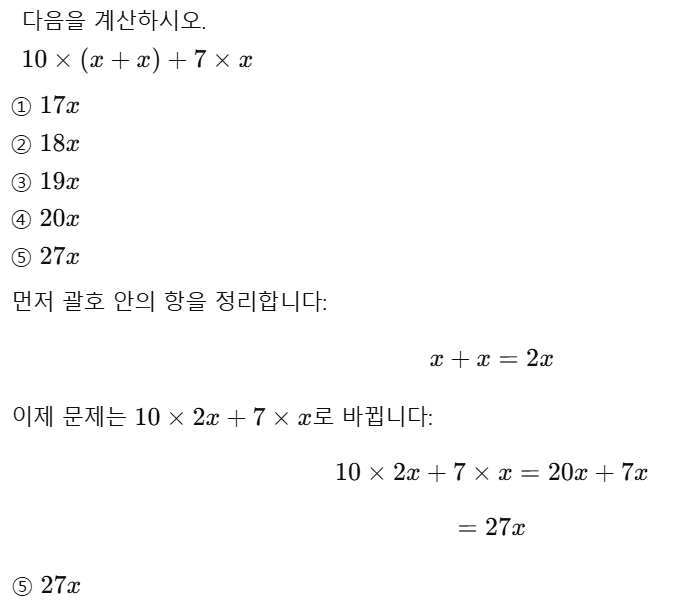 다음을 계산하시오.
10 × (x + x) + 7 × x
① 17x
② 18x
③ 19x
④ 20x
⑤ 27x
먼저 괄호 안의 항을 정리합니다:
x + x = 2x
이제 문제는 10 × 2x + 7 × x로 바뀝니다:
10 × 2x + 7 × x = 20x + 7x
= 27x
⑤ 27x